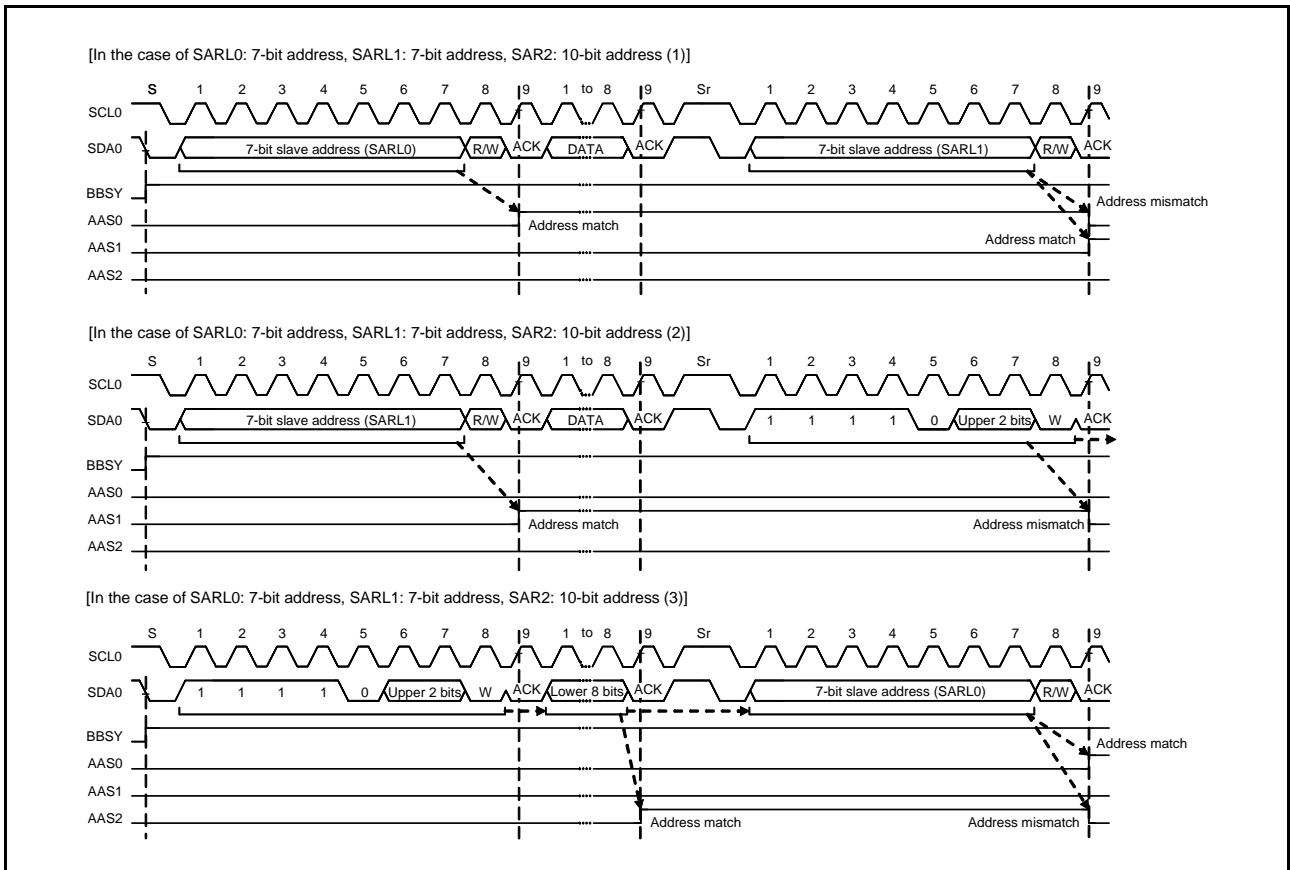 [In the case of SARL0: 7-bit address, SARL1: 7-bit address, SAR2: 10-bit address (1)]
S 1 2 3 4 5 6 7 8 9 1 to 8 9 Sr 1 2 3 4 5 6 7 8 9
SCL0
SDA0 7-bit slave address (SARL0) R/W ACK DATA ACK 7-bit slave address (SARL1) R/W ACK
BBSY
Address mismatch
AAS0 Address match
Address match
AAS1
AAS2
[In the case of SARL0: 7-bit address, SARL1: 7-bit address, SAR2: 10-bit address (2)]
S 1 2 3 4 5 6 7 8 9 1 to 8 9 Sr 1 2 3 4 5 6 7 8 9
SCL0
SDA0 7-bit slave address (SARL1) R/W ACK DATA ACK 1 1 1 1 0 Upper 2 bits W ACK
BBSY
AAS0
AAS1 Address match Address mismatch
AAS2
[In the case of SARL0: 7-bit address, SARL1: 7-bit address, SAR2: 10-bit address (3)]
S 1 2 3 4 5 6 7 8 9 1 to 8 9 Sr 1 2 3 4 5 6 7 8 9
SCL0
SDA0 1 1 1 1 0 Upper 2 bits W ACK Lower 8 bits ACK 7-bit slave address (SARL0) R/W ACK
BBSY
Address match
AAS0
AAS1
AAS2 Address match Address mismatch